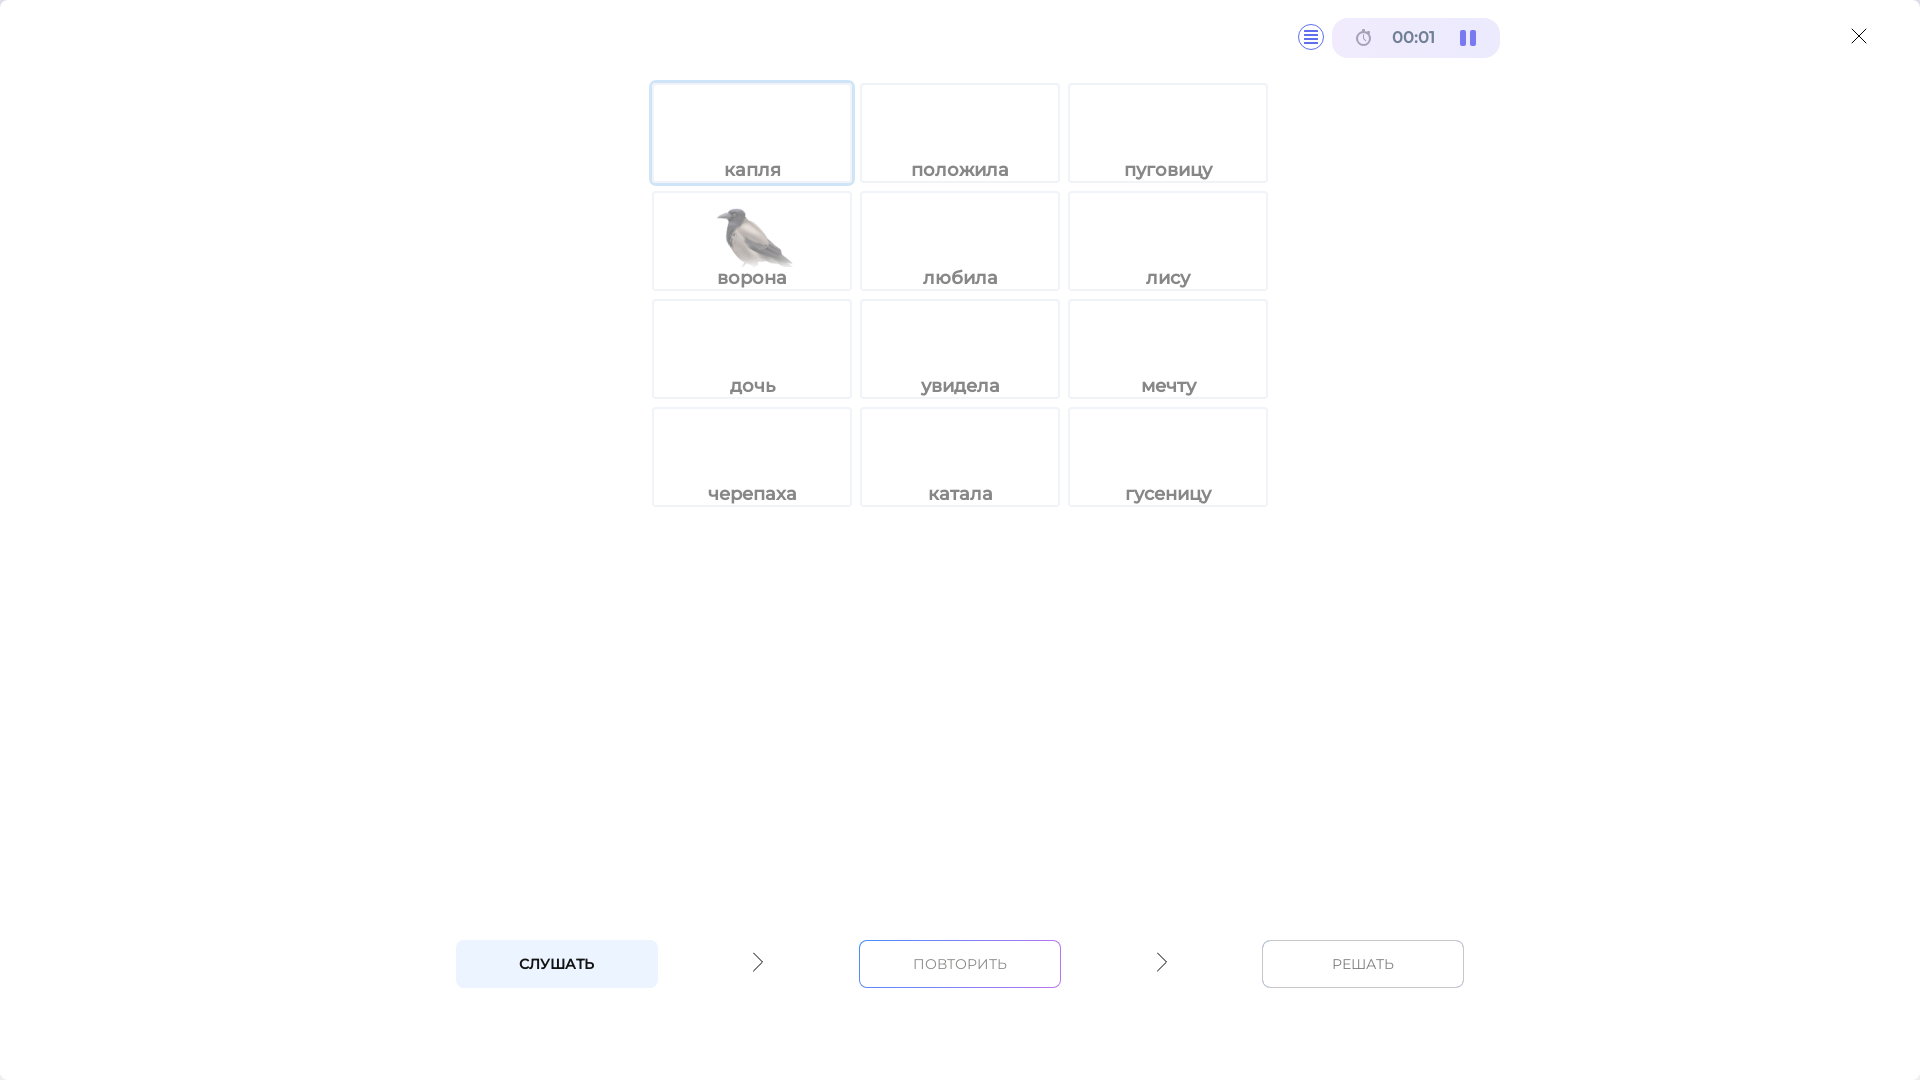 00:01
капля положила пуговицу
ворона любила лису
дочь увидела мечту
черепаха катала гусеницу
СЛУШАТЬ ПОВТОРИТЬ РЕШАТЬ